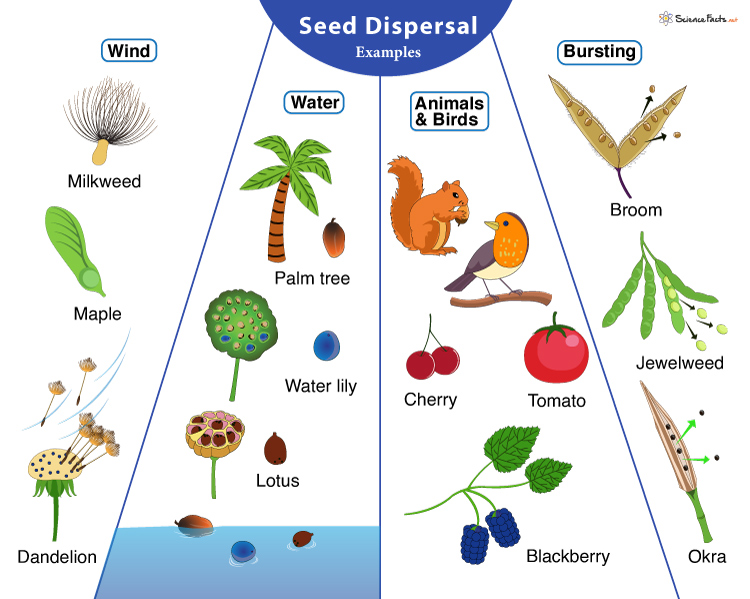 Seed Dispersal
Examples
ScienceFacts.net
Wind
Milkweed
Maple
Dandelion
Water
Palm tree
Water lily
Lotus
Animals
& Birds
Cherry
Tomato
Blackberry
Bursting
Broom
Jewelweed
Okra